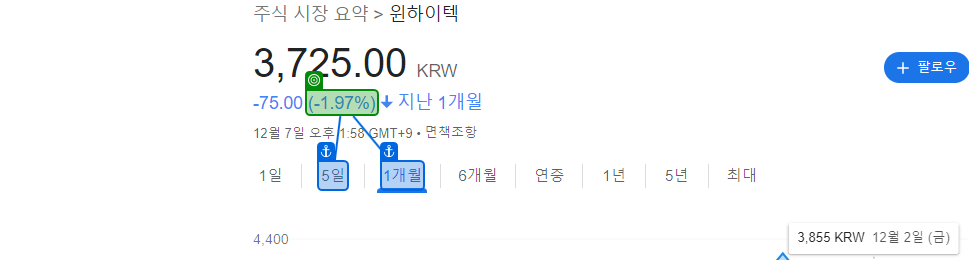 주식 시장 요약 > 윈하이텍
3,725.00 KRW
+ 팔로우
-75.00 (-1.97%) ↓ 지난 1개월
12월 7일 오후 1:58 GMT+9 • 면책조항
1일 5일 1개월 6개월 연중 1년 5년 최대
4,400
3,855 KRW 12월 2일 (금)